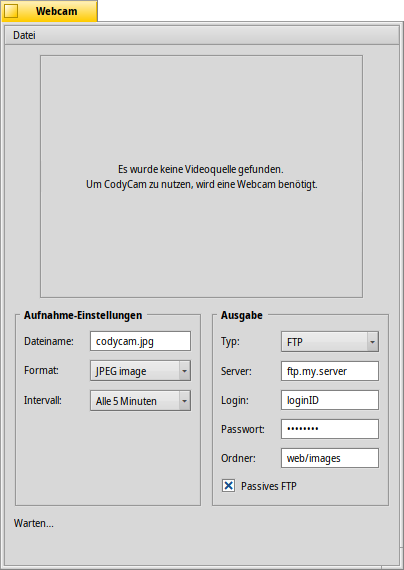 Webcam
Datei
Es wurde keine Videoquelle gefunden.
Um CodyCam zu nutzen, wird eine Webcam benötigt.
Aufnahme-Einstellungen
Dateiname: codycam.jpg
Format: JPEG image
Intervall: Alle 5 Minuten
Ausgabe
Typ: FTP
Server: ftp.my.server
Login: loginID
Passwort: ••••••••
Ordner: web/images
Passives FTP
Warten...